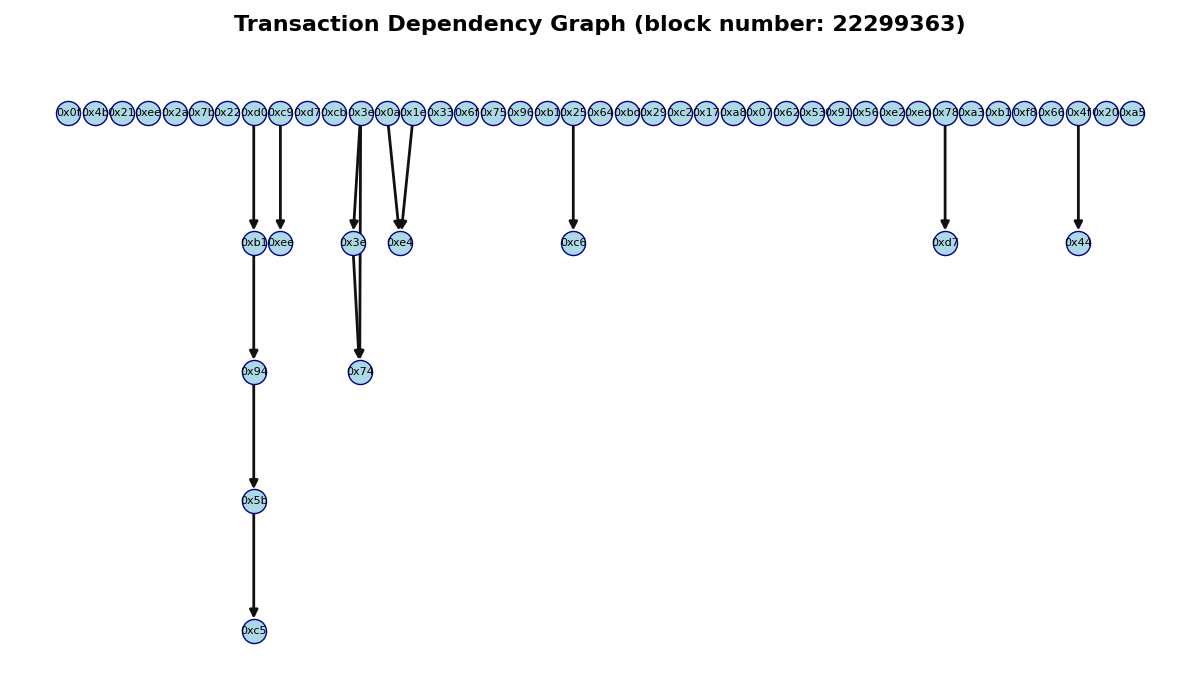 Transaction Dependency Graph (block number: 22299363)
0x0f 0x4b 0x21 0xee 0x2a 0x7b 0x22 0xd0 0xc9 0xd7 0xcb 0x3e 0x0a 0x1e 0x33 0x6f 0x75 0x96 0xb1 0x25 0x64 0xbd 0x29 0xc2 0x17 0xa8 0x07 0x62 0x53 0x91 0x56 0xe2 0xed 0x78 0xa3 0xb1 0xf8 0x66 0x4f 0x20 0xa5
0xb1 0xee 0x3e 0xe4 0xc6 0xd7 0x44
0x94 0x74
0x5b
0xc5